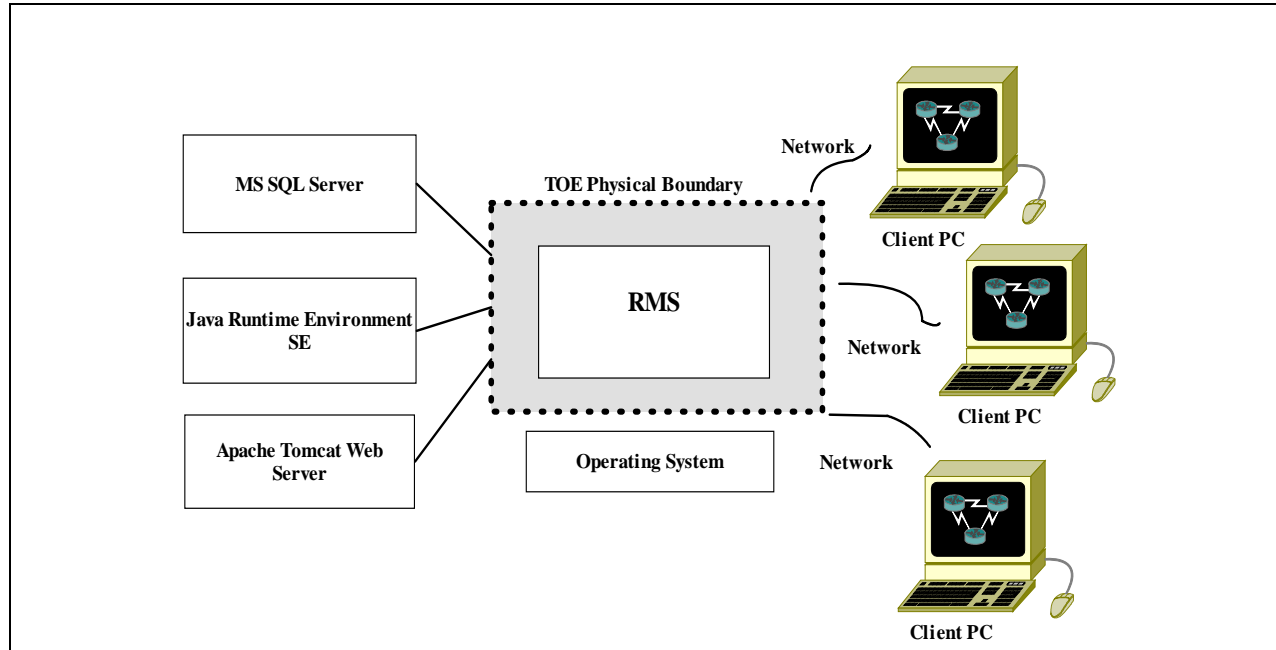 MS SQL Server
Java Runtime Environment
SE
Apache Tomcat Web
Server
TOE Physical Boundary
RMS
Operating System
Network
Client PC
Network
Client PC
Network
Client PC